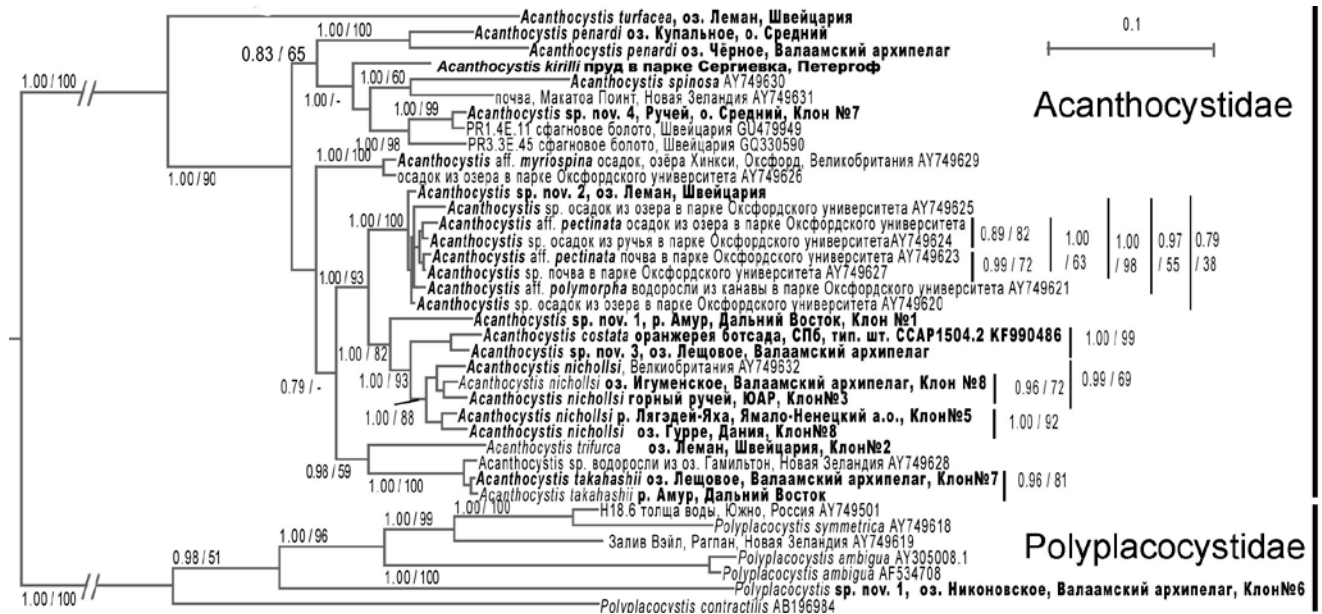 Acanthocystis turfacea, оз. Леман, Швейцария
1.00 / 100
Acanthocystis penardi оз. Купальное, о. Средний
0.1
0.83 / 65
Acanthocystis penardi оз. Чёрное, Валаамский архипелаг
Acanthocystis kirilli пруд в парке Сергиевка, Петергоф
1.00 / 100
1.00 / 60
Acanthocystis spinosa AY749630
1.00 / -
почва, Макатоа Поинт, Новая Зеландия AY749631
Acanthocystidae
1.00 / 99
Acanthocystis sp. nov. 4, Ручей, о. Средний, Клон №7
PR1.4E.11 сфагновое болото, Швейцария GU479949
1.00 / 98
PR3.3E.45 сфагновое болото, Швейцария GQ330590
1.00 / 100
Acanthocystis aff. myriospina осадок, озёра Хинкси, Оксфорд, Великобритания AY749629
1.00 / 90
осадок из озера в парке Оксфордского университета AY749626
Acanthocystis sp. nov. 2, оз. Леман, Швейцария
Acanthocystis sp. осадок из озера в парке Оксфордского университета AY749625
1.00 / 100
Acanthocystis aff. pectinata осадок из озера в парке Оксфордского университета
0.89 / 82
1.00 / 63
1.00 / 98
0.97 / 55
0.79 / 38
Acanthocystis sp. осадок из ручья в парке Оксфордского университетаAY749624
Acanthocystis aff. pectinata почва в парке Оксфордского университета AY749623
0.99 / 72
1.00 / 93
Acanthocystis sp. почва в парке Оксфордского университета AY749627
Acanthocystis aff. polymorpha водоросли из канавы в парке Оксфордского университета AY749621
Acanthocystis sp. осадок из озера в парке Оксфордского университета AY749620
Acanthocystis sp. nov. 1, р. Амур, Дальний Восток, Клон №1
Acanthocystis costata оранжерея ботсада, СПб, тип. шт. CCAP1504.2 KF990486
1.00 / 99
1.00 / 82
Acanthocystis sp. nov. 3, оз. Лещовое, Валаамский архипелаг
Acanthocystis nichollsi, Велкиобритания AY749632
0.99 / 69
0.79 / -
1.00 / 93
Acanthocystis nichollsi оз. Игуменское, Валаамский архипелаг, Клон №8
0.96 / 72
Acanthocystis nichollsi горный ручей, ЮАР, Клон№3
1.00 / 88
Acanthocystis nichollsi р. Лягэдей-Яха, Ямало-Ненецкий а.о., Клон№5
1.00 / 92
Acanthocystis nichollsi оз. Гурре, Дания, Клон№8
Acanthocystis trifurca оз. Леман, Швейцария, Клон№2
0.98 / 59
Acanthocystis sp. водоросли из оз. Гамильтон, Новая Зеландия AY749628
1.00 / 100
Acanthocystis takahashii оз. Лещовое, Валаамский архипелаг, Клон№7
0.96 / 81
Acanthocystis takahashii р. Амур, Дальний Восток
1.00 / 100
H18.6 толща воды, Южно, Россия AY749501
1.00 / 99
Polyplacocystis symmetrica AY749618
1.00 / 96
Залив Вэйл, Раглан, Новая Зеландия AY749619
Polyplacocystidae
0.98 / 51
Polyplacocystis ambigua AY305008.1
1.00 / 100
Polyplacocystis ambigua AF534708
Polyplacocystis sp. nov. 1, оз. Никоновское, Валаамский архипелаг, Клон№6
1.00 / 100
Polyplacocystis contractilis AB196984